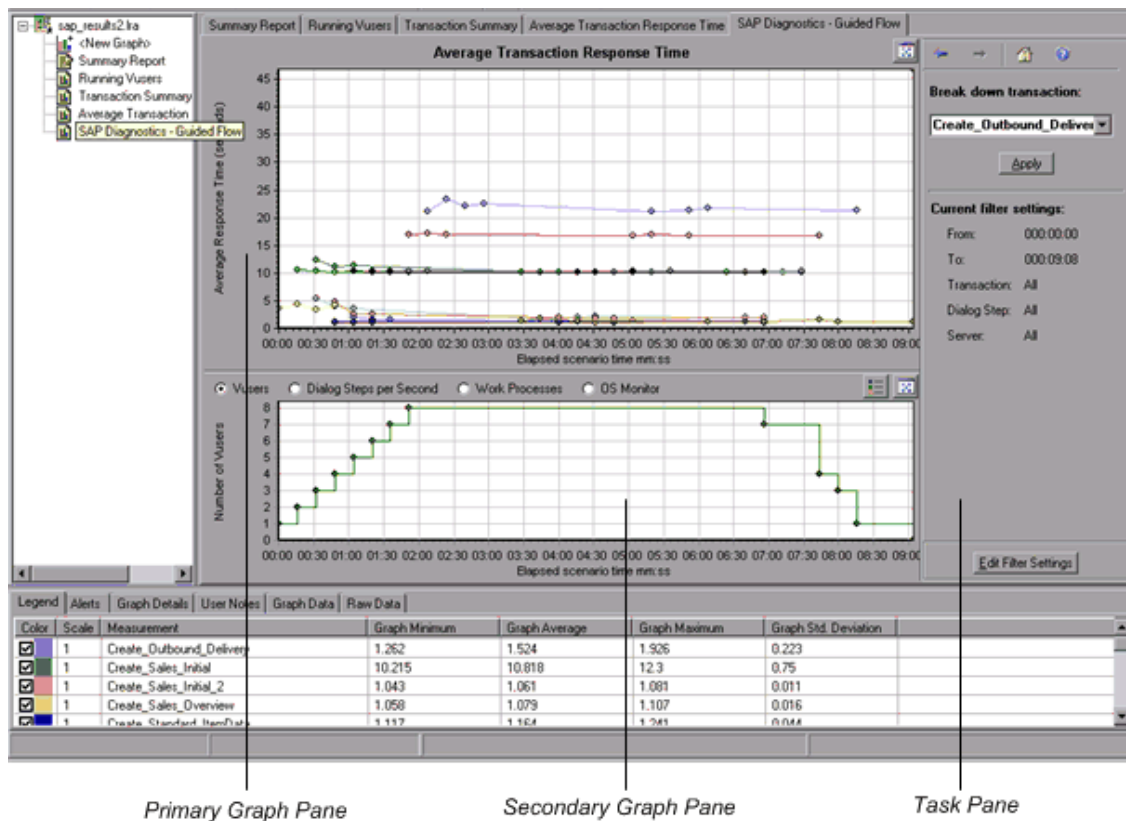 sap_results2.lra
<New Graph>
Summary Report
Running Vusers
Transaction Summary
Average Transaction
SAP Diagnostics - Guided Flow
Summary Report Running Vusers Transaction Summary Average Transaction Response Time SAP Diagnostics - Guided Flow
Average Transaction Response Time
Average Response Time (seconds)
45
40
35
30
25
20
15
10
5
0
00:00 00:30 01:00 01:30 02:00 02:30 03:00 03:30 04:00 04:30 05:00 05:30 06:00 06:30 07:00 07:30 08:00 08:30 09:00
Elapsed scenario time mm:ss
Vusers Dialog Steps per Second Work Processes OS Monitor
Number of Vusers
8
7
6
5
4
3
2
1
00:00 00:30 01:00 01:30 02:00 02:30 03:00 03:30 04:00 04:30 05:00 05:30 06:00 06:30 07:00 07:30 08:00 08:30 09:00
Elapsed scenario time mm:ss
Break down transaction:
Create_Outbound_Deliver
Apply
Current filter settings:
From: 000:00:00
To: 000:09:08
Transaction: All
Dialog Step: All
Server: All
Edit Filter Settings
Legend Alerts Graph Details User Notes Graph Data Raw Data
Color Scale Measurement Graph Minimum Graph Average Graph Maximum Graph Std. Deviation
1 Create_Outbound_Delivery 1.262 1.524 1.926 0.223
1 Create_Sales_Initial 10.215 10.818 12.3 0.75
1 Create_Sales_Initial_2 1.043 1.061 1.081 0.011
1 Create_Sales_Overview 1.058 1.079 1.107 0.016
1 Create_Standard_ItemData 1.117 1.164 1.241 0.044
Primary Graph Pane
Secondary Graph Pane
Task Pane